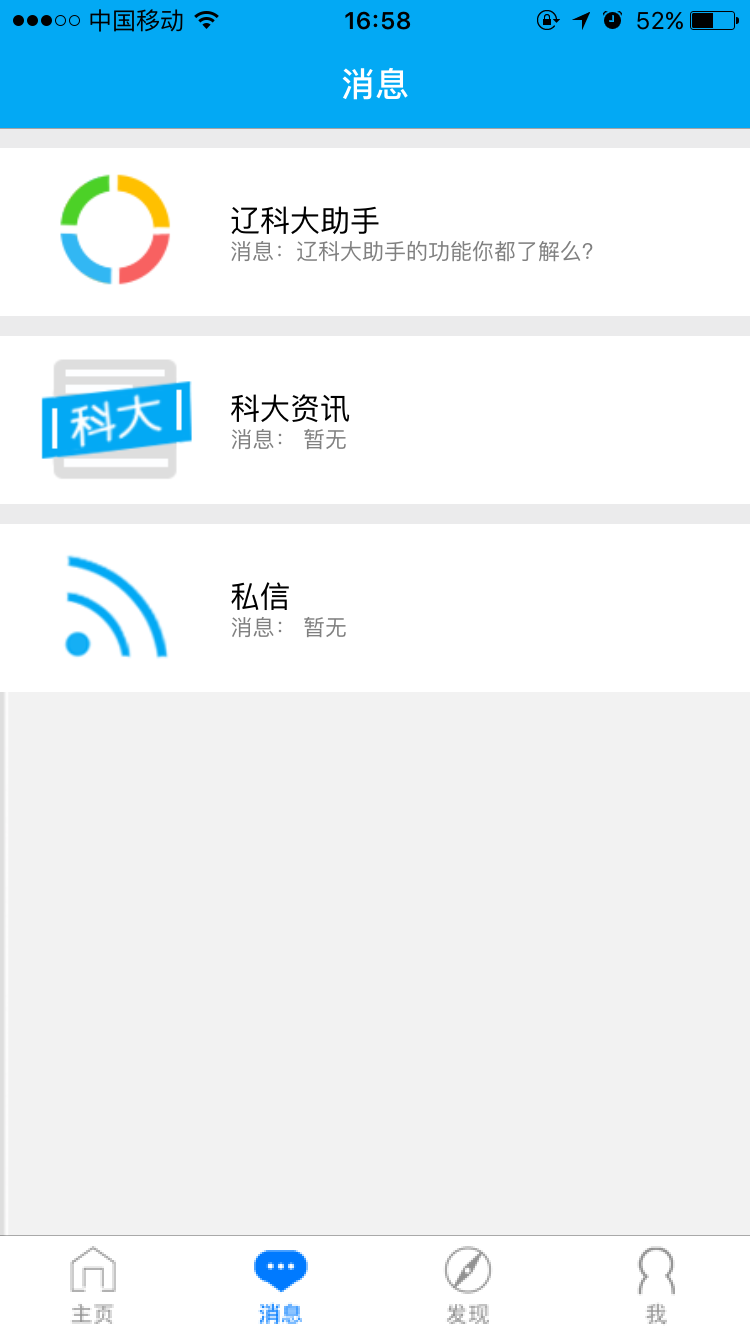 中国移动 16:58 52%
消息
辽科大助手
消息：辽科大助手的功能你都了解么?
科大
科大资讯
消息： 暂无
私信
消息： 暂无
主页 消息 发现 我